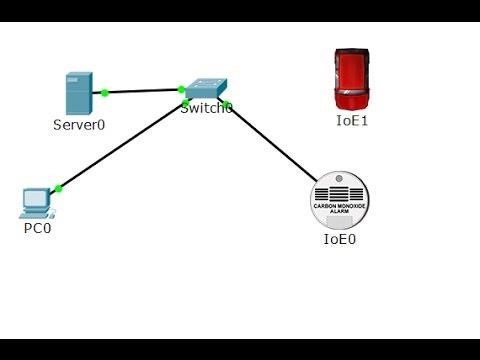 Server0
Switch0
IoE1
PC0
CARBON MONOXIDE
ALARM
IoE0